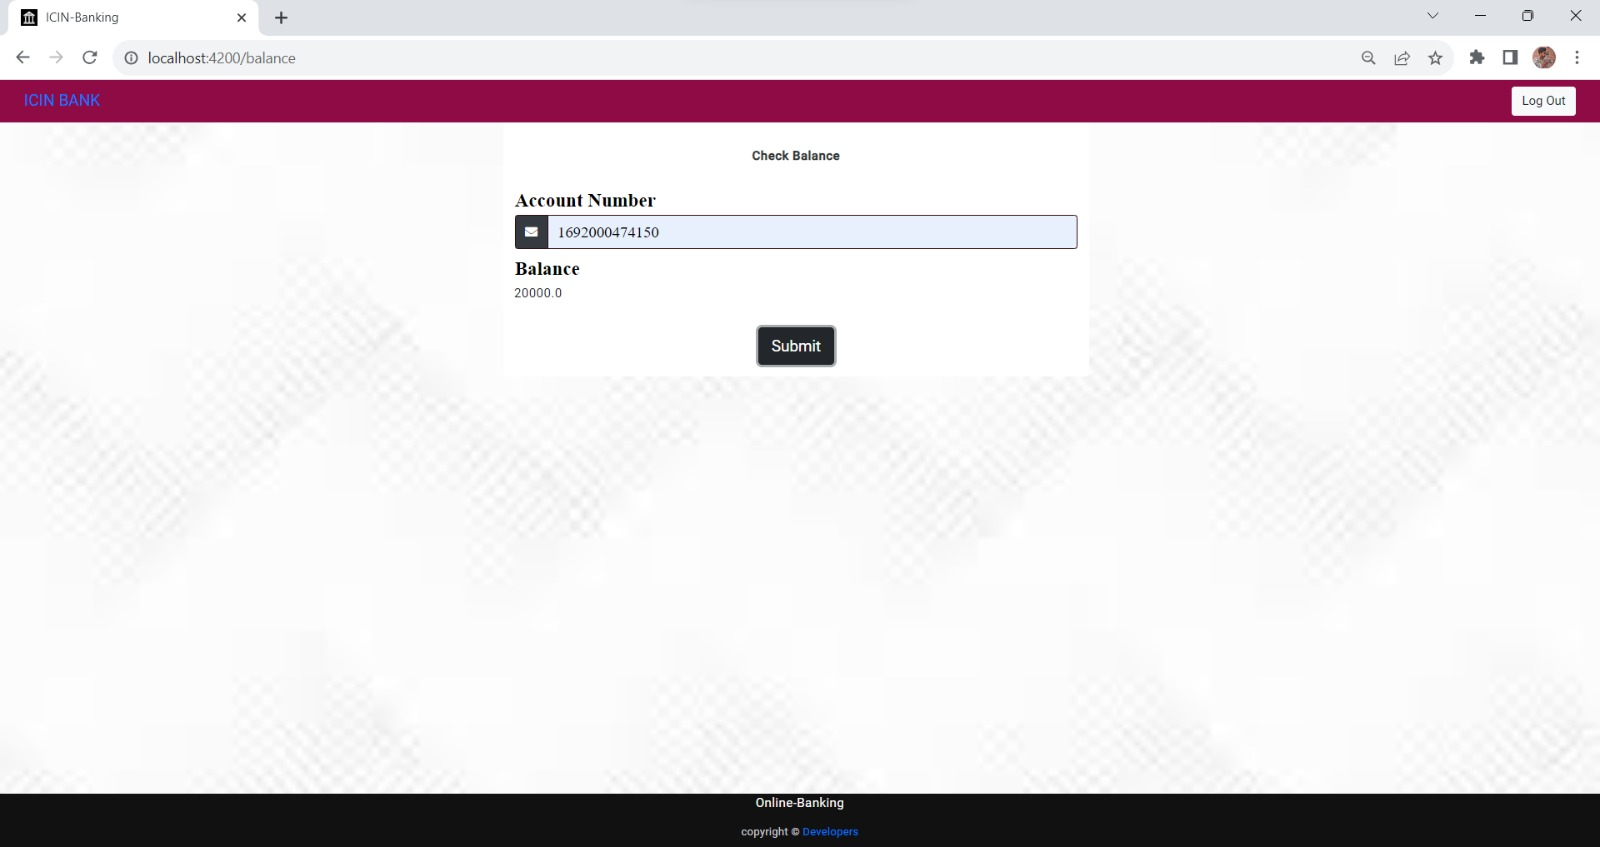 ICIN-Banking
localhost:4200/balance
ICIN BANK
Log Out
Check Balance
Account Number
1692000474150
Balance
20000.0
Submit
Online-Banking
copyright © Developers